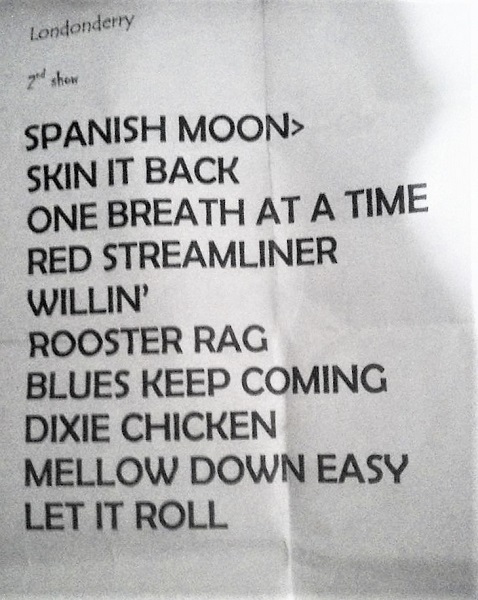 Londonderry
2nd show
SPANISH MOON>
SKIN IT BACK
ONE BREATH AT A TIME
RED STREAMLINER
WILLIN'
ROOSTER RAG
BLUES KEEP COMING
DIXIE CHICKEN
MELLOW DOWN EASY
LET IT ROLL